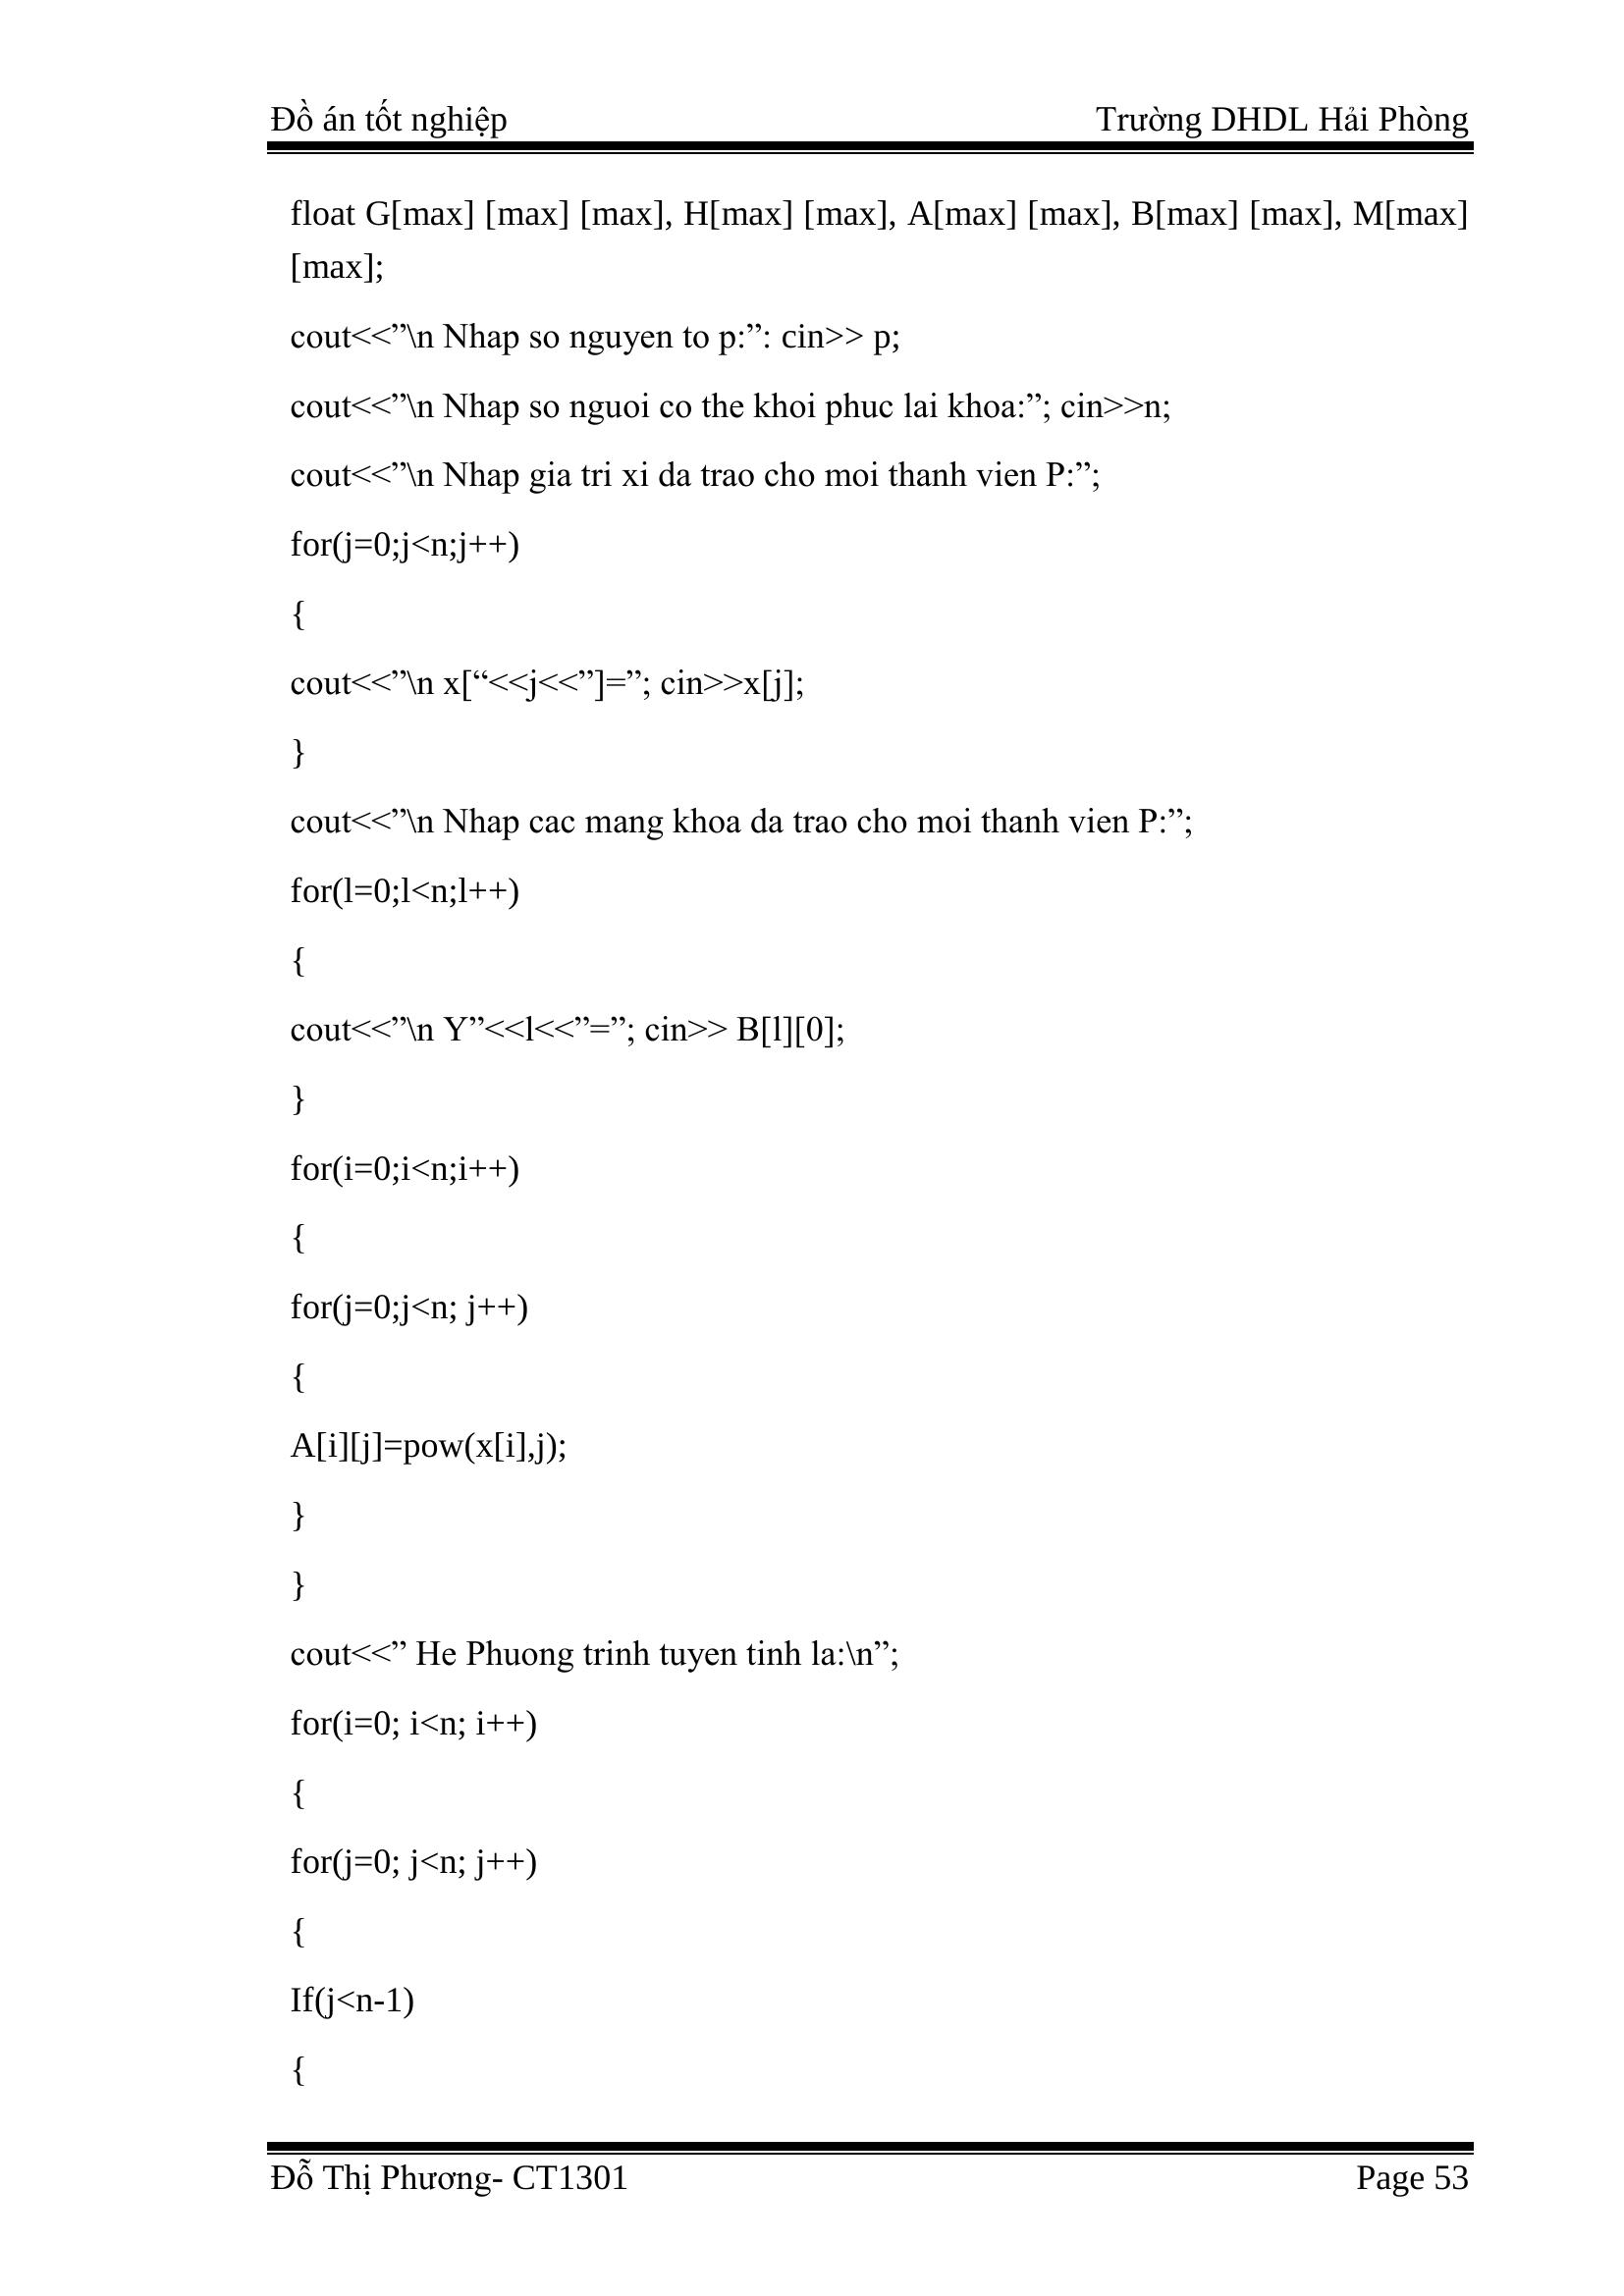 Đồ án tốt nghiệp Trường DHDL Hải Phòng
float G[max] [max] [max], H[max] [max], A[max] [max], B[max] [max], M[max]
[max];
cout<<”\n Nhap so nguyen to p:”: cin>> p;
cout<<”\n Nhap so nguoi co the khoi phuc lai khoa:”; cin>>n;
cout<<”\n Nhap gia tri xi da trao cho moi thanh vien P:”;
for(j=0;j<n;j++)
{
cout<<”\n x[“<<j<<”]=”; cin>>x[j];
}
cout<<”\n Nhap cac mang khoa da trao cho moi thanh vien P:”;
for(l=0;l<n;l++)
{
cout<<”\n Y”<<l<<”=”; cin>> B[l][0];
}
for(i=0;i<n;i++)
{
for(j=0;j<n; j++)
{
A[i][j]=pow(x[i],j);
}
}
cout<<” He Phuong trinh tuyen tinh la:\n”;
for(i=0; i<n; i++)
{
for(j=0; j<n; j++)
{
If(j<n-1)
{
Đỗ Thị Phương- CT1301 Page 53